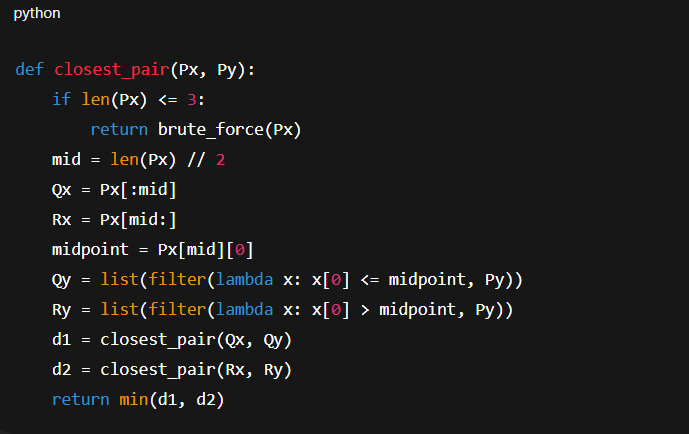 python
def closest_pair(Px, Py):
    if len(Px) <= 3:
        return brute_force(Px)
    mid = len(Px) // 2
    Qx = Px[:mid]
    Rx = Px[mid:]
    midpoint = Px[mid][0]
    Qy = list(filter(lambda x: x[0] <= midpoint, Py))
    Ry = list(filter(lambda x: x[0] > midpoint, Py))
    d1 = closest_pair(Qx, Qy)
    d2 = closest_pair(Rx, Ry)
    return min(d1, d2)